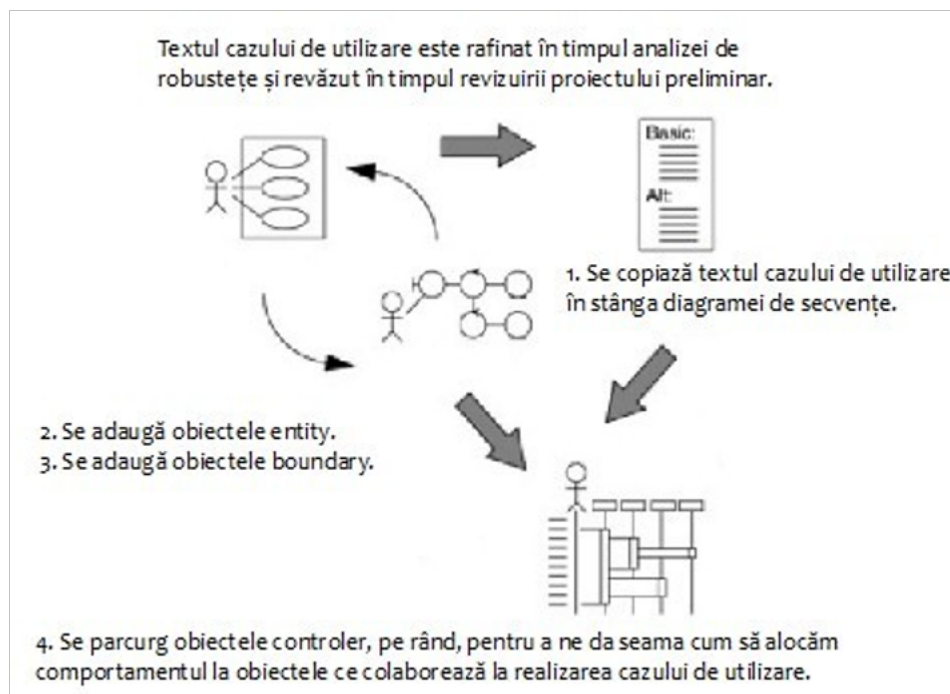 Textul cazului de utilizare este rafinat în timpul analizei de
robustețe și revăzut în timpul revizuirii proiectului preliminar.
Basic:
Alt:
1. Se copiază textul cazului de utilizare
în stânga diagramei de secvențe.
2. Se adaugă obiectele entity.
3. Se adaugă obiectele boundary.
4. Se parcurg obiectele controler, pe rând, pentru a ne da seama cum să alocăm
comportamentul la obiectele ce colaborează la realizarea cazului de utilizare.